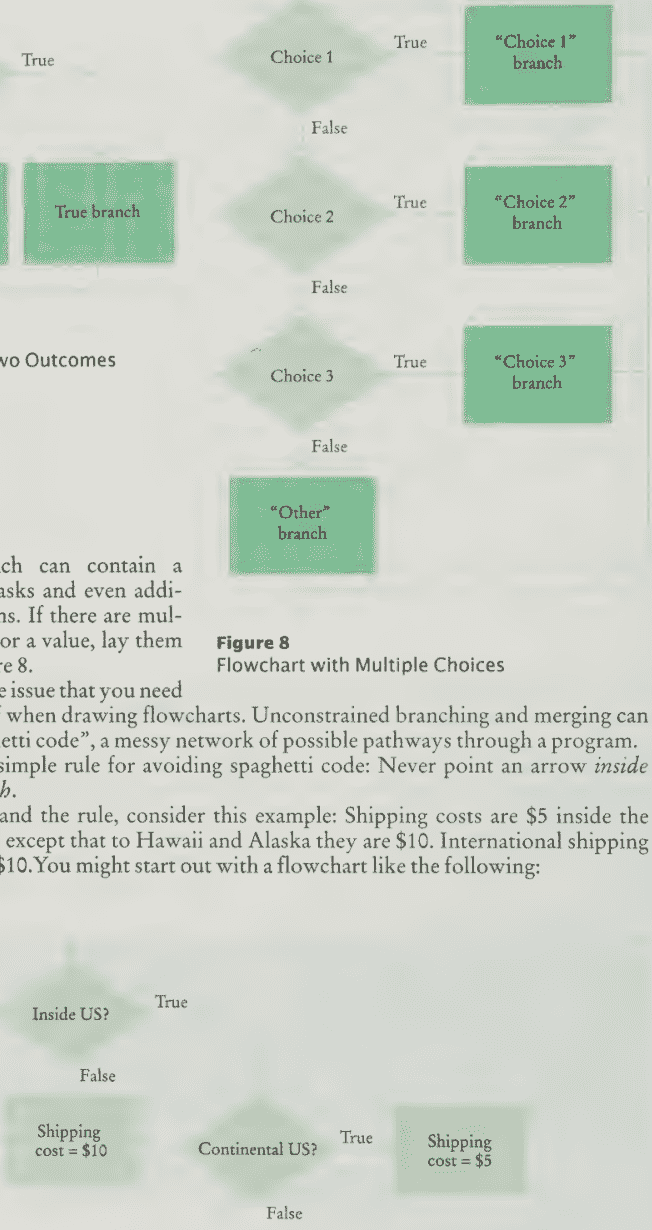 True
True branch
wo Outcomes
Choice 1
True
"Choice 1"
branch
False
Choice 2
True
"Choice 2"
branch
False
Choice 3
True
"Choice 3"
branch
False
"Other"
branch
Figure 8
Flowchart with Multiple Choices
ch can contain a
asks and even addi-
ns. If there are mul-
or a value, lay them
re 8.
e issue that you need
when drawing flowcharts. Unconstrained branching and merging can
etti code", a messy network of possible pathways through a program.
simple rule for avoiding spaghetti code: Never point an arrow inside
h.
and the rule, consider this example: Shipping costs are $5 inside the
except that to Hawaii and Alaska they are $10. International shipping
$10.You might start out with a flowchart like the following:
Inside US?
True
False
Shipping
cost = $10
Continental US?
True
Shipping
cost = $5
False